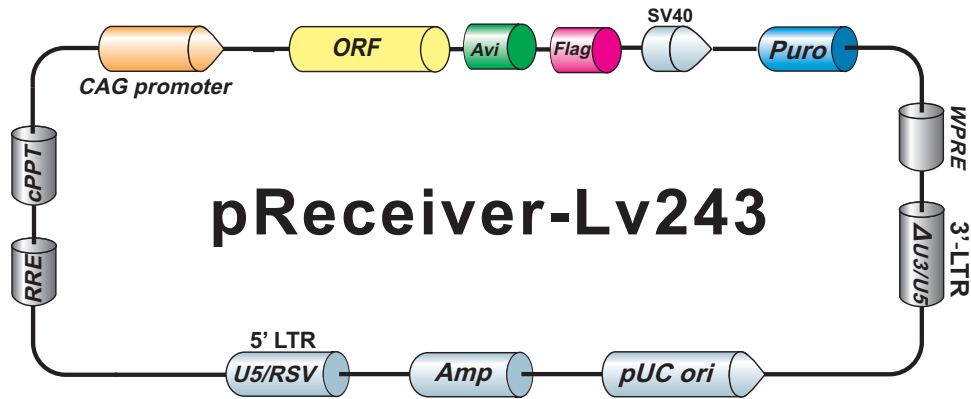 SV40
ORF
Avi
Flag
Puro
CAG promoter
WPRE
cPPT
pReceiver-Lv243
3'-LTR
ΔU3/U5
RRE
5' LTR
U5/RSV
Amp
pUC ori